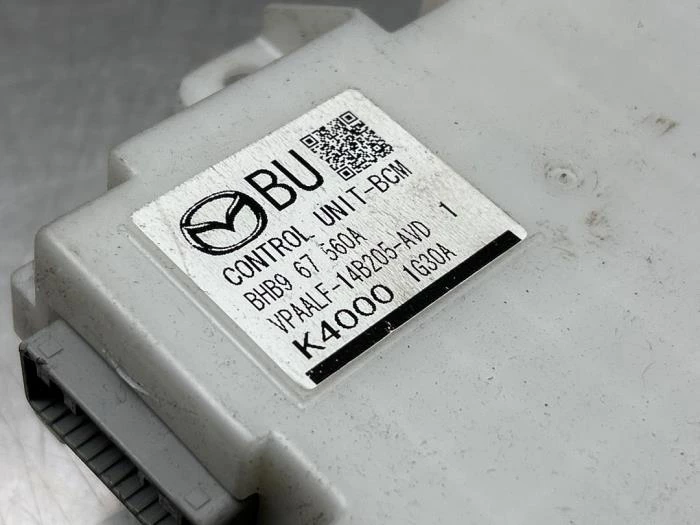 BU
CONTROL UNIT-BCM
BHB9 67 560A
VPAALF-14B205-AVD 1
K4000 1G30A